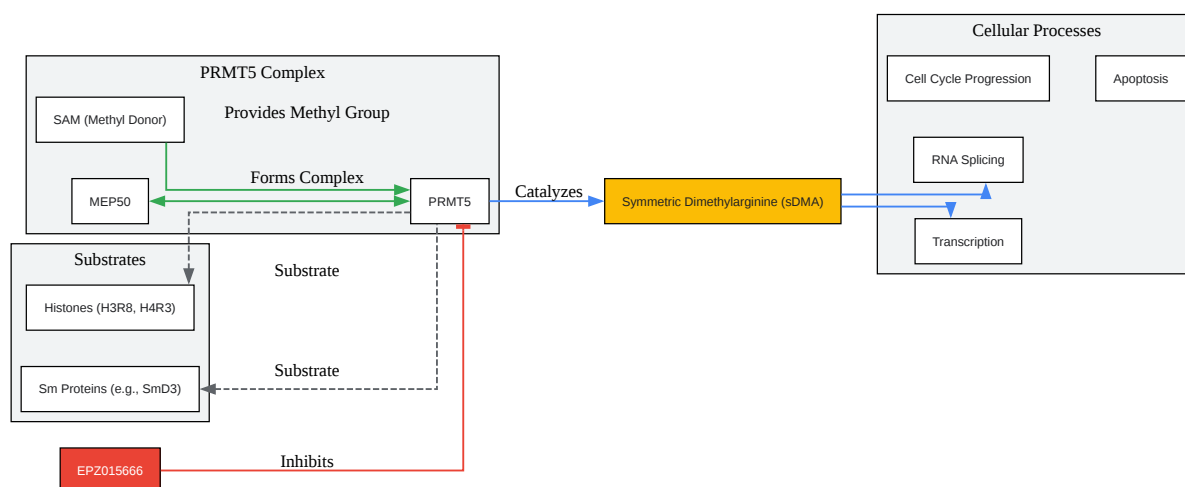 Cellular Processes
Cell Cycle Progression
Apoptosis
PRMT5 Complex
SAM (Methyl Donor)
Provides Methyl Group
RNA Splicing
Forms Complex
MEP50
PRMT5
Catalyzes
Symmetric Dimethylarginine (sDMA)
Transcription
Substrates
Substrate
Histones (H3R8, H4R3)
Substrate
Sm Proteins (e.g., SmD3)
Inhibits
EPZ015666